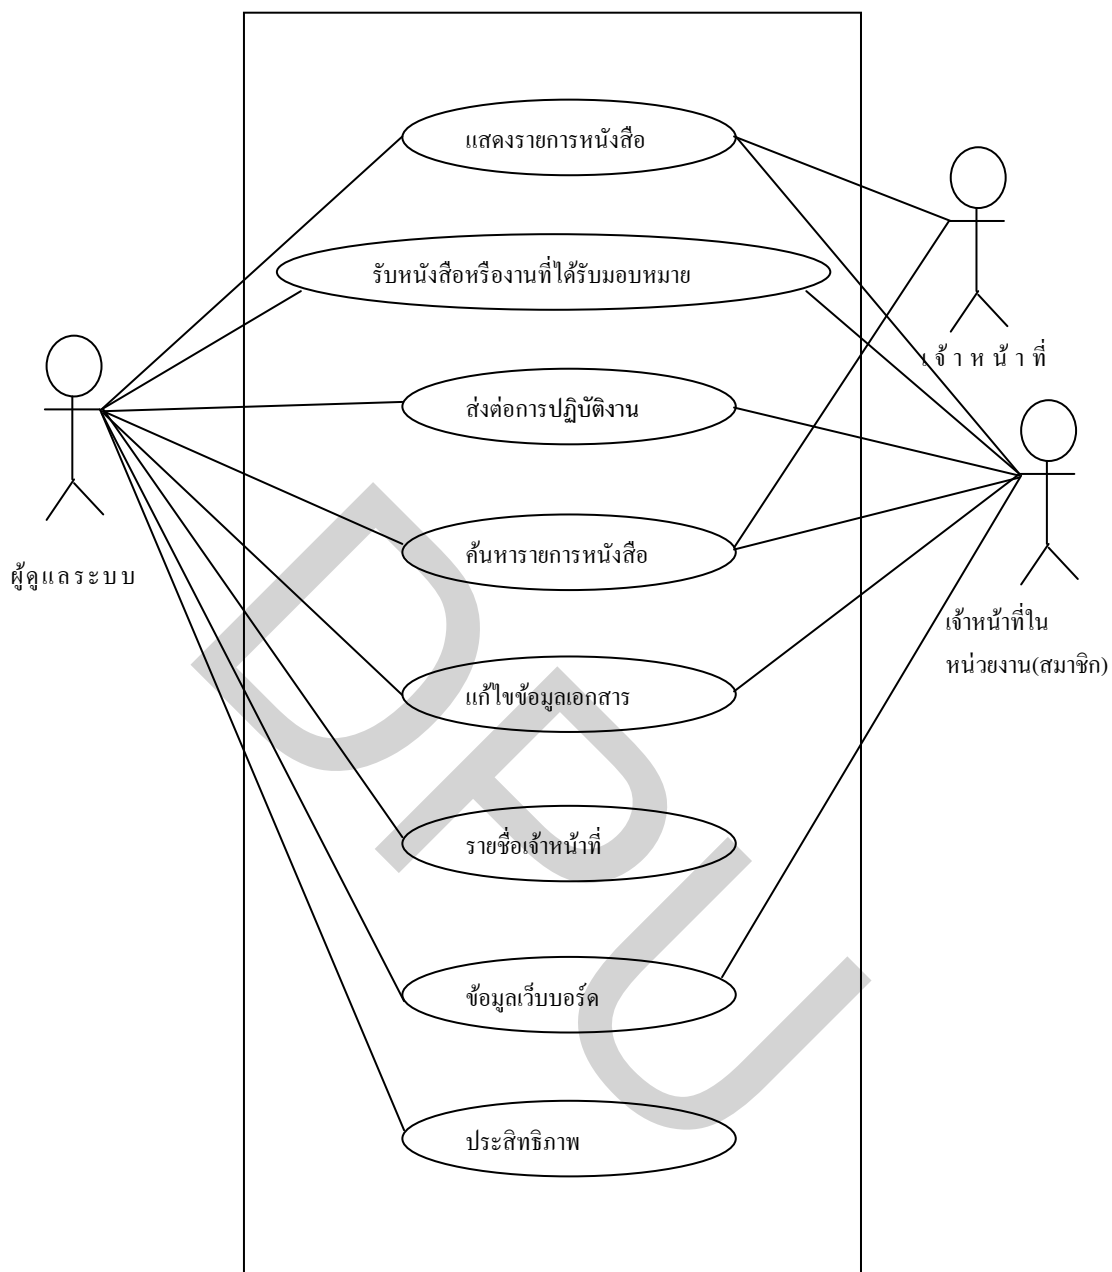 แสดงรายการหนังสือ
รับหนังสือหรืองานที่ได้รับมอบหมาย
เจ้าหน้าที่
ส่งต่อการปฏิบัติงาน
ค้นหารายการหนังสือ
ผู้ดูแลระบบ
เจ้าหน้าที่ใน
หน่วยงาน(สมาชิก)
แก้ไขข้อมูลเอกสาร
รายชื่อเจ้าหน้าที่
ข้อมูลเว็บบอร์ด
ประสิทธิภาพ
DPU